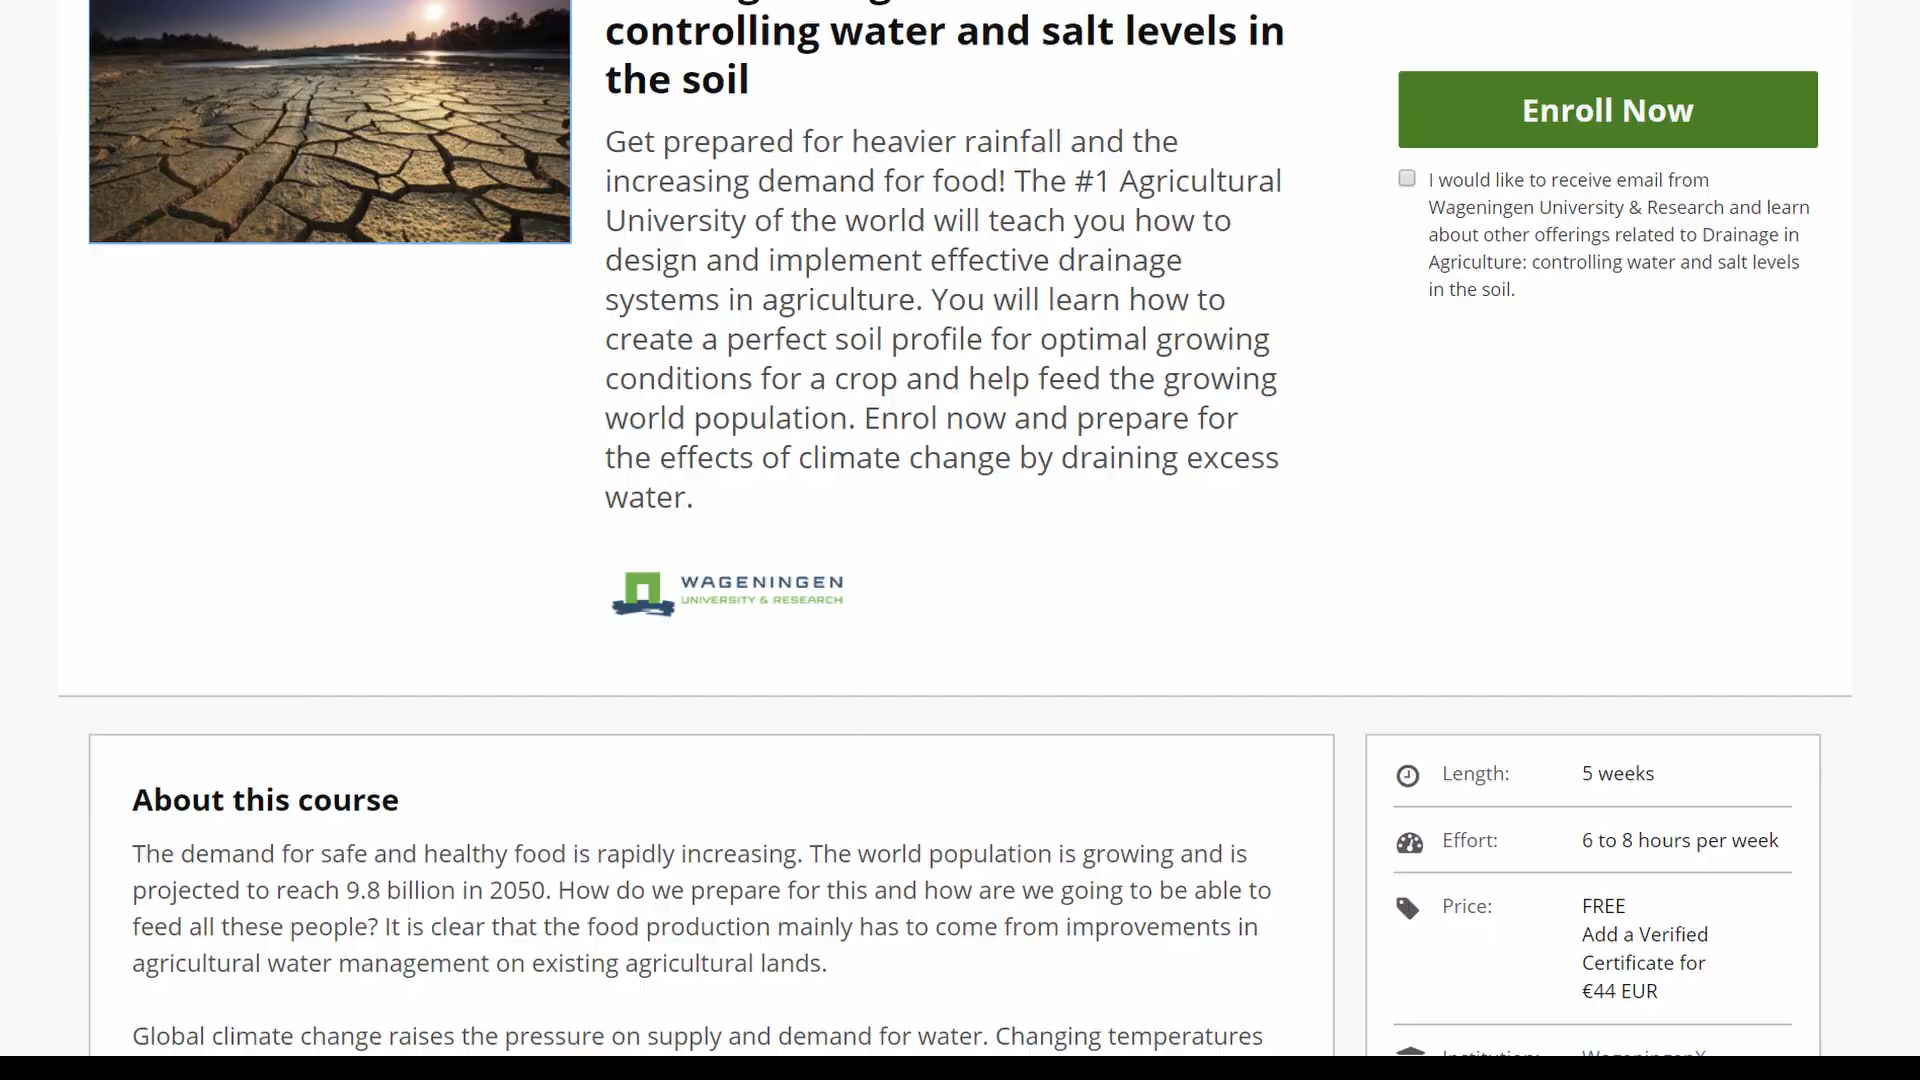 controlling water and salt levels in
the soil
Get prepared for heavier rainfall and the
increasing demand for food! The #1 Agricultural
University of the world will teach you how to
design and implement effective drainage
systems in agriculture. You will learn how to
create a perfect soil profile for optimal growing
conditions for a crop and help feed the growing
world population. Enrol now and prepare for
the effects of climate change by draining excess
water.
WAGENINGEN
UNIVERSITY & RESEARCH
Enroll Now
I would like to receive email from
Wageningen University & Research and learn
about other offerings related to Drainage in
Agriculture: controlling water and salt levels
in the soil.
About this course
The demand for safe and healthy food is rapidly increasing. The world population is growing and is
projected to reach 9.8 billion in 2050. How do we prepare for this and how are we going to be able to
feed all these people? It is clear that the food production mainly has to come from improvements in
agricultural water management on existing agricultural lands.
Global climate change raises the pressure on supply and demand for water. Changing temperatures
Length: 5 weeks
Effort: 6 to 8 hours per week
Price: FREE
Add a Verified
Certificate for
€44 EUR
Institution: WageningenX